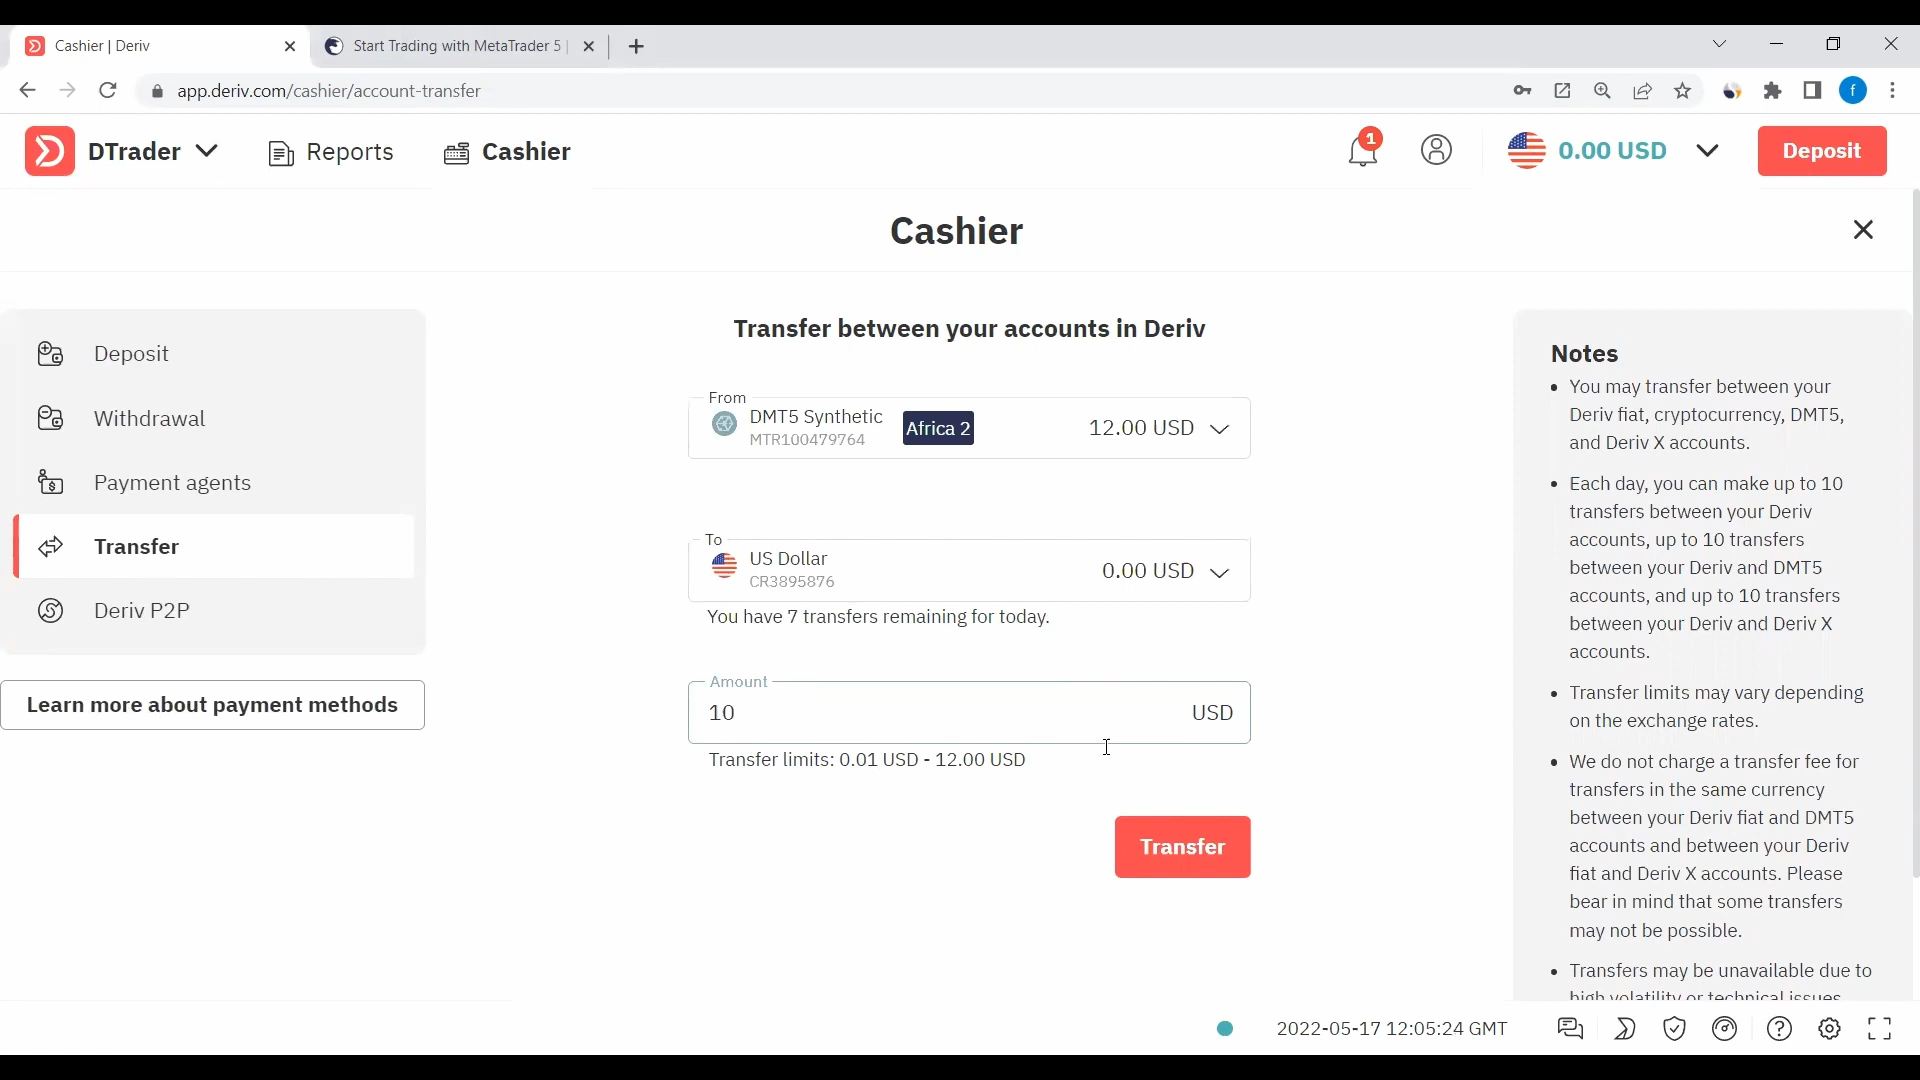 Cashier | Deriv
Start Trading with MetaTrader 5 |
app.deriv.com/cashier/account-transfer
f
DTrader
Reports
Cashier
1
0.00 USD
Deposit
Cashier
Deposit
Withdrawal
Payment agents
Transfer
Deriv P2P
Learn more about payment methods
Transfer between your accounts in Deriv
From
DMT5 Synthetic
MTR100479764
Africa 2
12.00 USD
To
US Dollar
CR3895876
0.00 USD
You have 7 transfers remaining for today.
Amount
10
USD
Transfer limits: 0.01 USD - 12.00 USD
Transfer
Notes
• You may transfer between your
Deriv fiat, cryptocurrency, DMT5,
and Deriv X accounts.
• Each day, you can make up to 10
transfers between your Deriv
accounts, up to 10 transfers
between your Deriv and DMT5
accounts, and up to 10 transfers
between your Deriv and Deriv X
accounts.
• Transfer limits may vary depending
on the exchange rates.
• We do not charge a transfer fee for
transfers in the same currency
between your Deriv fiat and DMT5
accounts and between your Deriv
fiat and Deriv X accounts. Please
bear in mind that some transfers
may not be possible.
• Transfers may be unavailable due to
high volatility or technical issues
2022-05-17 12:05:24 GMT